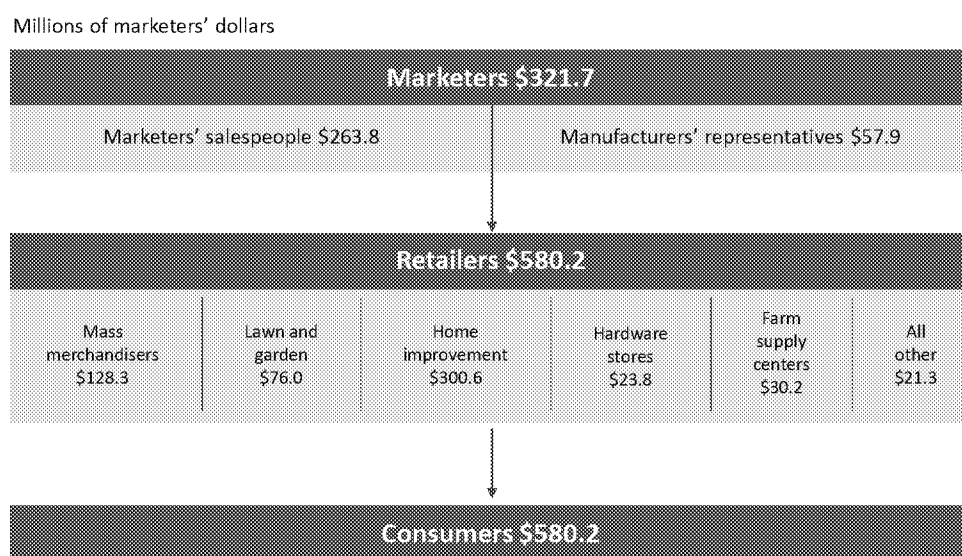 Millions of marketers' dollars
Marketers $321.7
Marketers' salespeople $263.8
Manufacturers' representatives $57.9
Retailers $580.2
Mass
merchandisers
$128.3
Lawn and
garden
$76.0
Home
improvement
$300.6
Hardware
stores
$23.8
Farm
supply
centers
$30.2
All
other
$21.3
Consumers $580.2